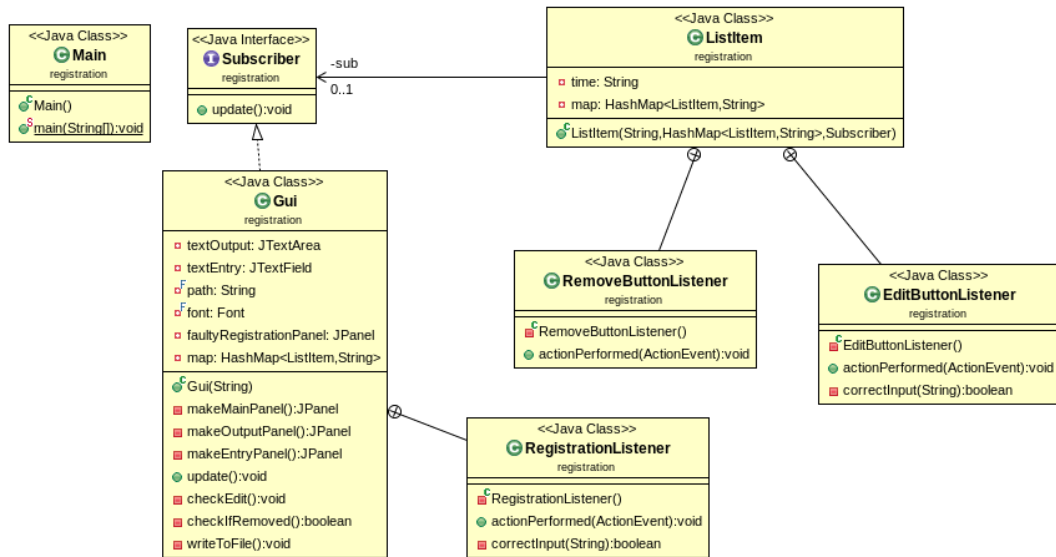 <<Java Class>>
Main
registration
Main()
main(String[]):void
<<Java Interface>>
Subscriber
registration
update():void
-sub
0..1
<<Java Class>>
ListItem
registration
time: String
map: HashMap<ListItem,String>
ListItem(String,HashMap<ListItem,String>,Subscriber)
<<Java Class>>
Gui
registration
textOutput: JTextArea
textEntry: JTextField
path: String
font: Font
faultyRegistrationPanel: JPanel
map: HashMap<ListItem,String>
Gui(String)
makeMainPanel():JPanel
makeOutputPanel():JPanel
makeEntryPanel():JPanel
update():void
checkEdit():void
checkIfRemoved():boolean
writeToFile():void
<<Java Class>>
RemoveButtonListener
registration
RemoveButtonListener()
actionPerformed(ActionEvent):void
<<Java Class>>
EditButtonListener
registration
EditButtonListener()
actionPerformed(ActionEvent):void
correctInput(String):boolean
<<Java Class>>
RegistrationListener
registration
RegistrationListener()
actionPerformed(ActionEvent):void
correctInput(String):boolean